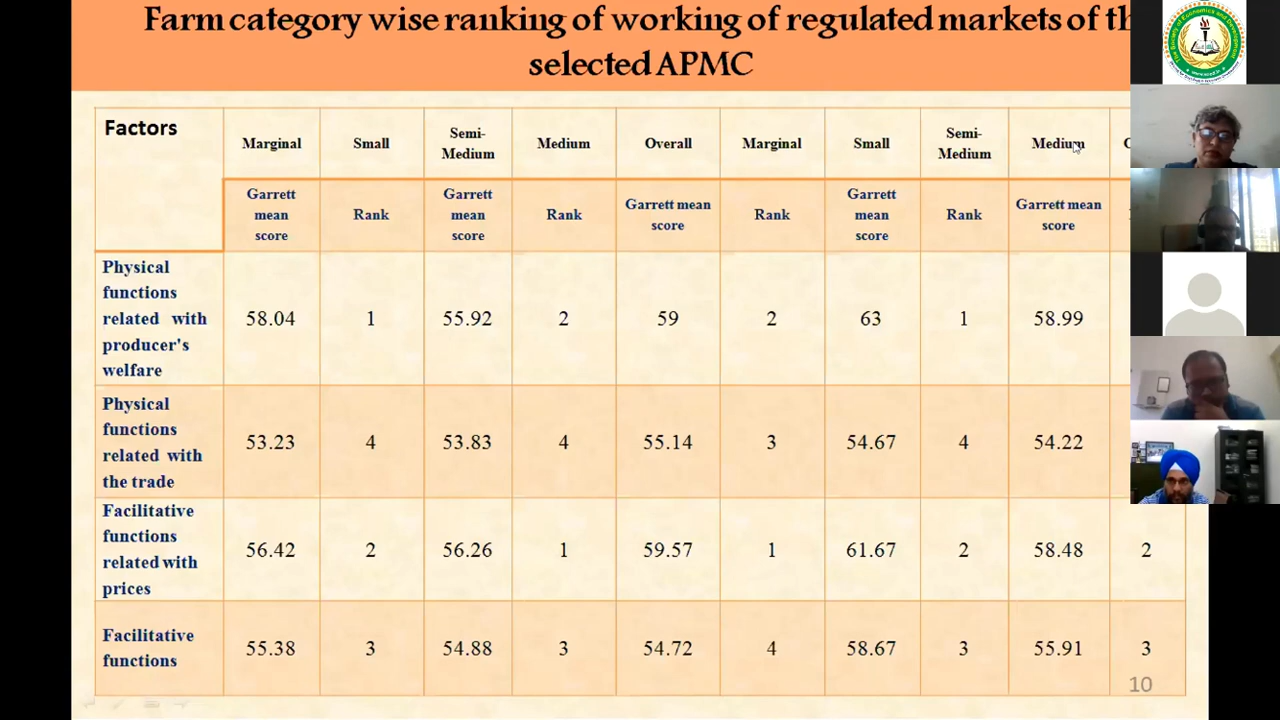 Farm category wise ranking of working of regulated markets of th
selected APMC
Factors
Marginal Small Semi-Medium Medium Overall Marginal Small Semi-Medium Medium
Garrett mean score Rank Garrett mean score Rank Garrett mean score Rank Garrett mean score Rank Garrett mean score
Physical functions related with producer's welfare 58.04 1 55.92 2 59 2 63 1 58.99
Physical functions related with the trade 53.23 4 53.83 4 55.14 3 54.67 4 54.22
Facilitative functions related with prices 56.42 2 56.26 1 59.57 1 61.67 2 58.48 2
Facilitative functions 55.38 3 54.88 3 54.72 4 58.67 3 55.91 3
10